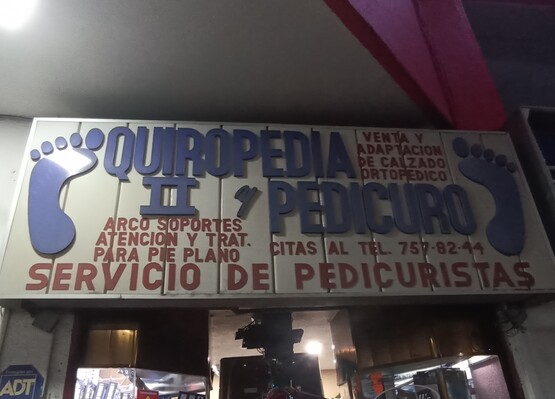 QUIROPEDIA
II y PEDICURO
VENTA Y
ADAPTACION
DE CALZADO
ORTOPEDICO
ARCO SOPORTES
ATENCION Y TRAT.
PARA PIE PLANO
CITAS AL TEL. 757-82-44
SERVICIO DE PEDICURISTAS
ADT